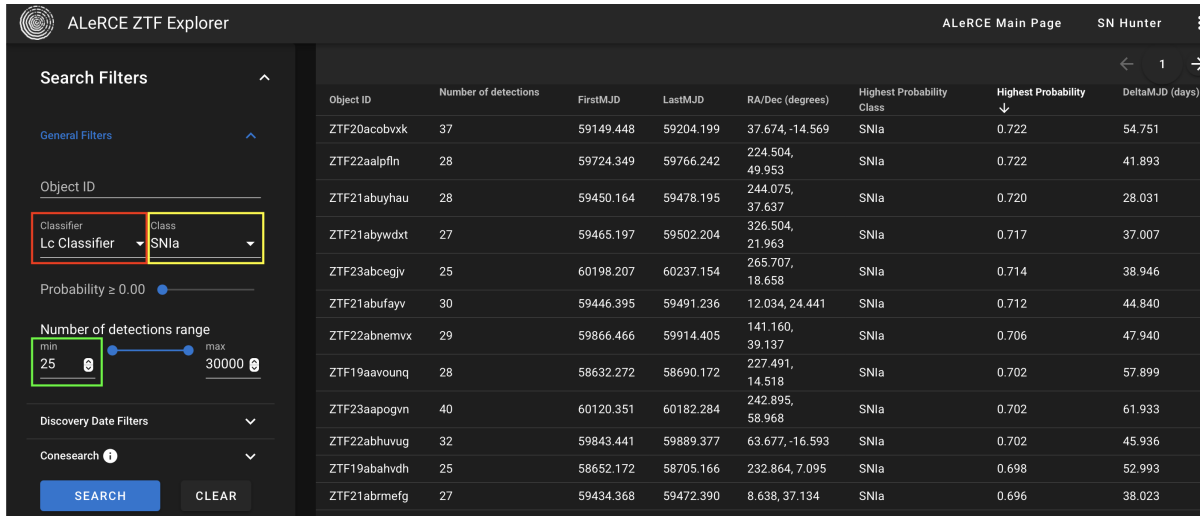 ALeRCE ZTF Explorer
ALeRCE Main Page
SN Hunter
Search Filters
General Filters
Object ID
Classifier
Class
Lc Classifier
SNIa
Probability ≥ 0.00
Number of detections range
min
max
25
30000
Discovery Date Filters
Conesearch i
SEARCH
CLEAR
1
Object ID Number of detections FirstMJD LastMJD RA/Dec (degrees) Highest Probability Class Highest Probability DeltaMJD (days)
ZTF20acobvxk 37 59149.448 59204.199 37.674, -14.569 SNIa 0.722 54.751
ZTF22aalpfln 28 59724.349 59766.242 224.504, 49.953 SNIa 0.722 41.893
ZTF21abuyhau 28 59450.164 59478.195 244.075, 37.637 SNIa 0.720 28.031
ZTF21abywdxt 27 59465.197 59502.204 326.504, 21.963 SNIa 0.717 37.007
ZTF23abcegjv 25 60198.207 60237.154 265.707, 18.658 SNIa 0.714 38.946
ZTF21abufayv 30 59446.395 59491.236 12.034, 24.441 SNIa 0.712 44.840
ZTF22abnemvx 29 59866.466 59914.405 141.160, 39.137 SNIa 0.706 47.940
ZTF19aavounq 28 58632.272 58690.172 227.491, 14.518 SNIa 0.702 57.899
ZTF23aapogvn 40 60120.351 60182.284 242.895, 58.968 SNIa 0.702 61.933
ZTF22abhuvug 32 59843.441 59889.377 63.677, -16.593 SNIa 0.702 45.936
ZTF19abahvdh 25 58652.172 58705.166 232.864, 7.095 SNIa 0.698 52.993
ZTF21abrmefg 27 59434.368 59472.390 8.638, 37.134 SNIa 0.696 38.023